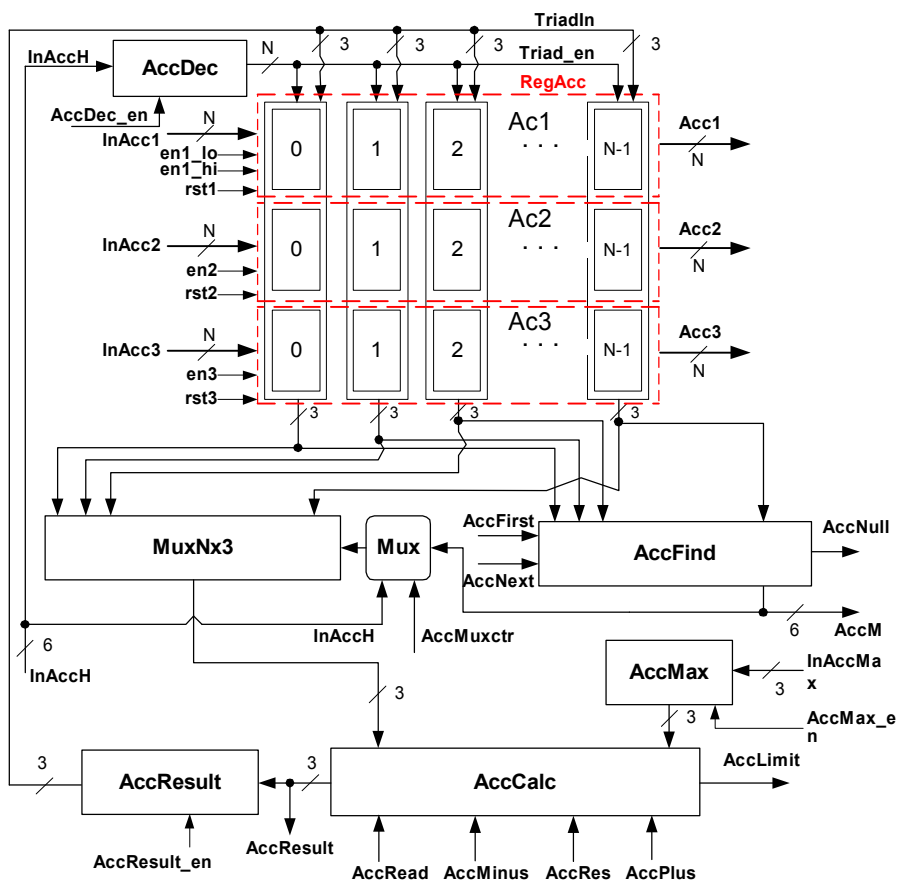 TriadIn
3
3
3
3
InAccH
AccDec
N
Triad_en
RegAcc
AccDec_en
InAcc1
N
en1_lo
en1_hi
rst1
0
1
2
Ac1
. . .
N-1
Acc1
N
InAcc2
N
en2
rst2
0
1
2
Ac2
. . .
N-1
Acc2
N
InAcc3
N
en3
rst3
0
1
2
Ac3
. . .
N-1
Acc3
N
3
3
3
3
MuxNx3
Mux
AccFirst
AccNext
AccFind
AccNull
6
InAccH
InAccH
AccMuxctr
6
AccM
3
AccMax
3
InAccMa
x
3
AccMax_e
n
3
AccResult
3
AccCalc
AccLimit
AccResult_en
AccResult
AccRead
AccMinus
AccRes
AccPlus